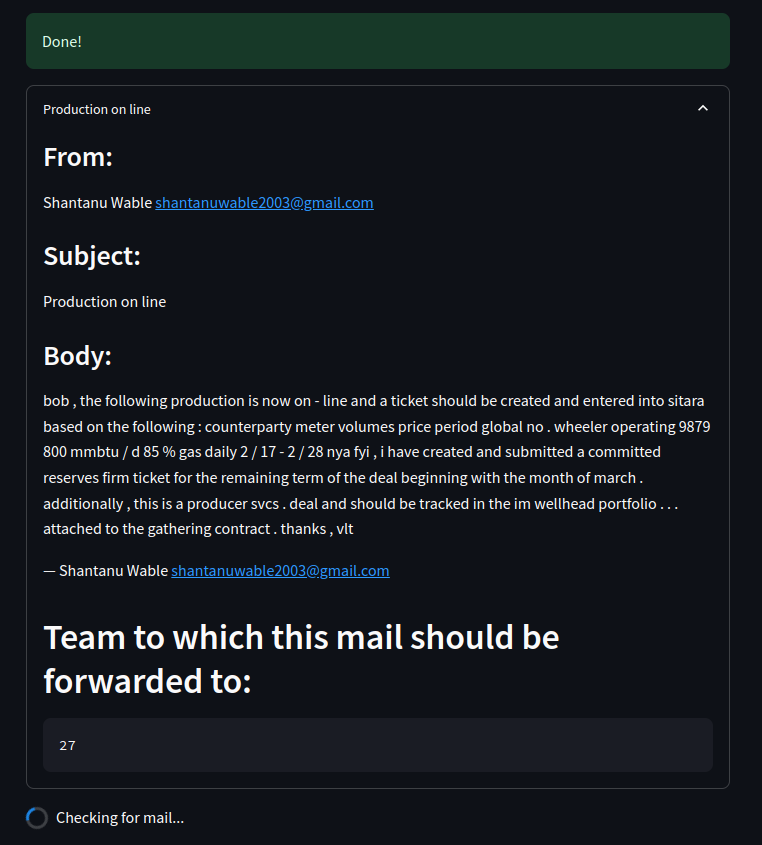 Done!
Production on line
From:
Shantanu Wable shantanuwable2003@gmail.com
Subject:
Production on line
Body:
bob , the following production is now on - line and a ticket should be created and entered into sitara
based on the following : counterparty meter volumes price period global no . wheeler operating 9879
800 mmbtu / d 85 % gas daily 2 / 17 - 2 / 28 nya fyi , i have created and submitted a committed
reserves firm ticket for the remaining term of the deal beginning with the month of march .
additionally , this is a producer svcs . deal and should be tracked in the im wellhead portfolio . . .
attached to the gathering contract . thanks , vlt
— Shantanu Wable shantanuwable2003@gmail.com
Team to which this mail should be
forwarded to:
27
Checking for mail...